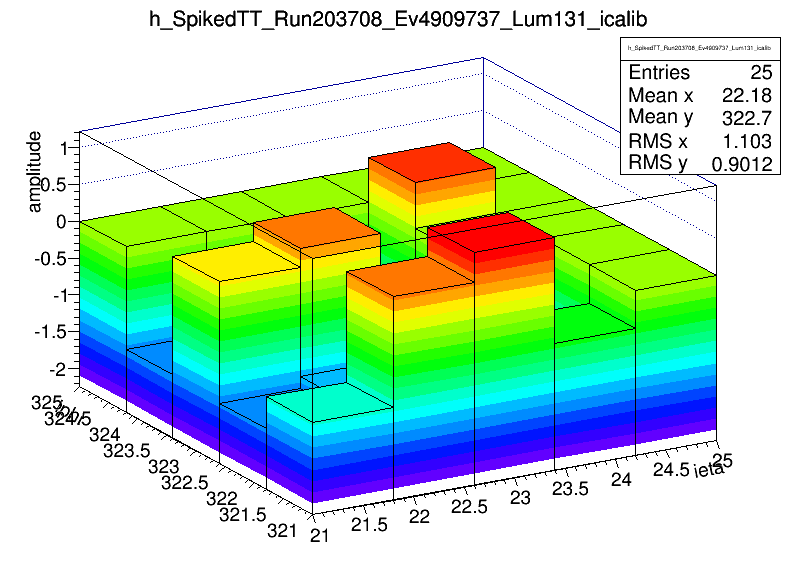 h_SpikedTT_Run203708_Ev4909737_Lum131_icalib
h_SpikedTT_Run203708_Ev4909737_Lum131_icalib
Entries 25
Mean x 22.18
Mean y 322.7
RMS x 1.103
RMS y 0.9012
amplitude
1
0.5
0
-0.5
-1
-1.5
-2
325
324.5
324
323.5
323
322.5
322
321.5
321
21
21.5
22
22.5
23
23.5
24
24.5
25
ieta